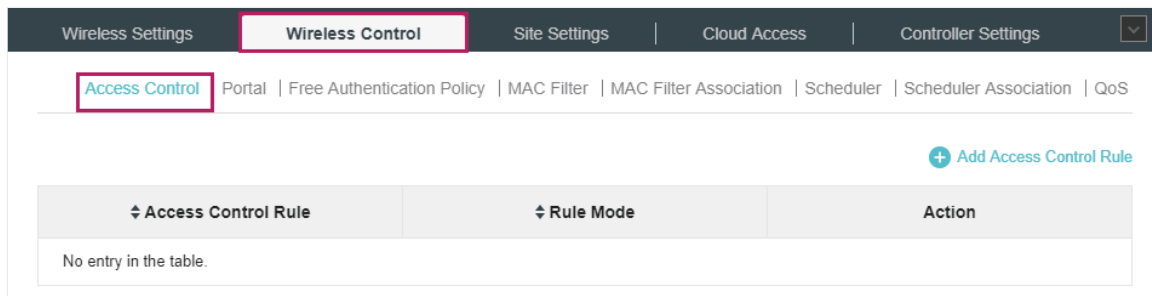 Wireless Settings Wireless Control Site Settings | Cloud Access | Controller Settings
Access Control Portal | Free Authentication Policy | MAC Filter | MAC Filter Association | Scheduler | Scheduler Association | QoS
Add Access Control Rule
Access Control Rule Rule Mode Action
No entry in the table.